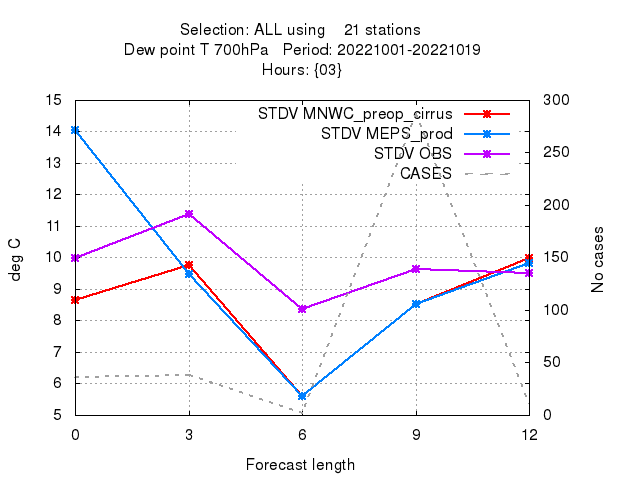 Selection: ALL using    21 stations
Dew point T 700hPa   Period: 20221001-20221019
Hours: {03}
STDV MNWC_preop_cirrus
STDV MEPS_prod
STDV OBS
CASES
15
14
13
12
11
10
9
8
7
6
5
deg C
300
250
200
150
100
50
0
No cases
0 3 6 9 12
Forecast length